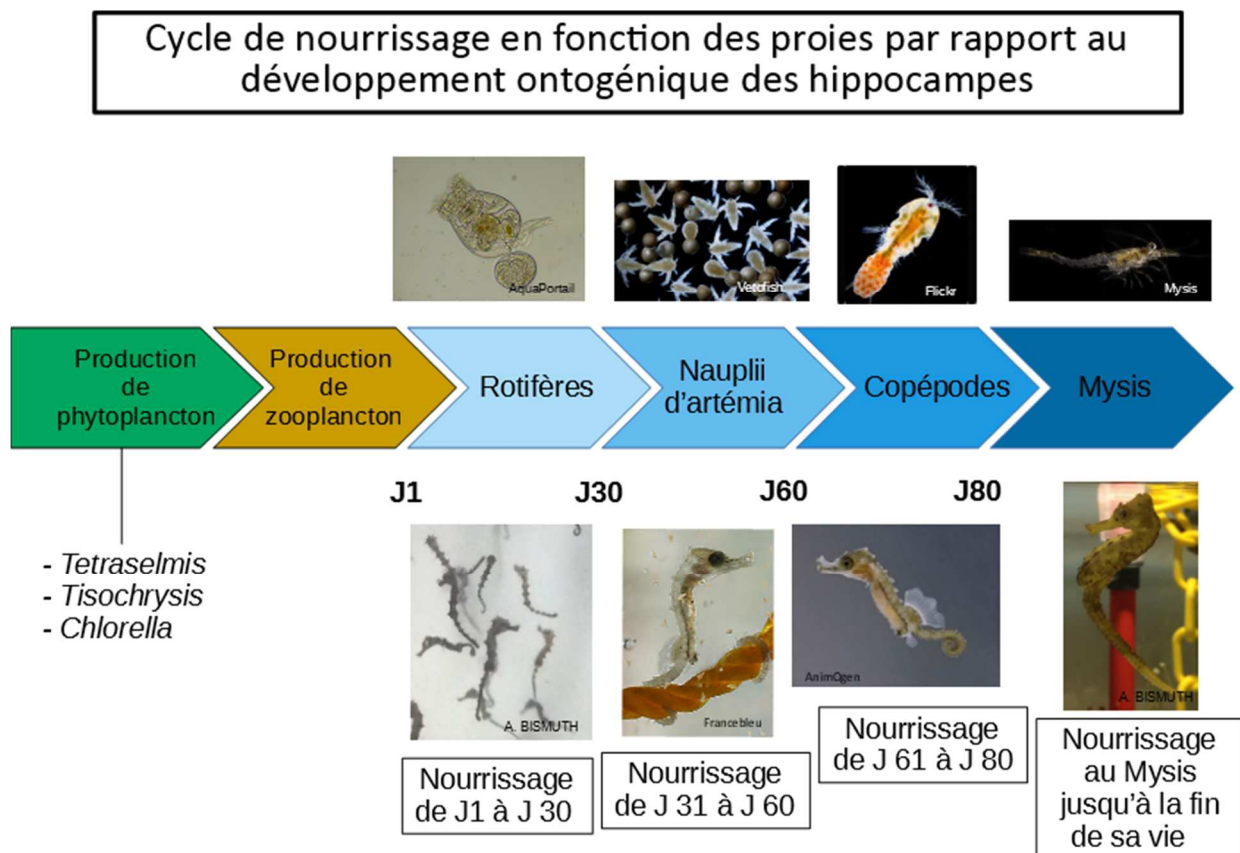 Cycle de nourrissage en fonction des proies par rapport au
développement ontogénique des hippocampes
AquaPortail
Vetofish
Flickr
Mysis
Production
de
phytoplancton
Production
de
zooplancton
Rotifères
Nauplii
d'artémia
Copépodes
Mysis
J1
J30
J60
J80
- Tetraselmis
- Tisochrysis
- Chlorella
A. BISMUTH
Francebleu
AnimOgen
A. BISMUTH
Nourrissage
de J1 à J 30
Nourrissage
de J 31 à J 60
Nourrissage
de J 61 à J 80
Nourrissage
au Mysis
jusqu'à la fin
de sa vie